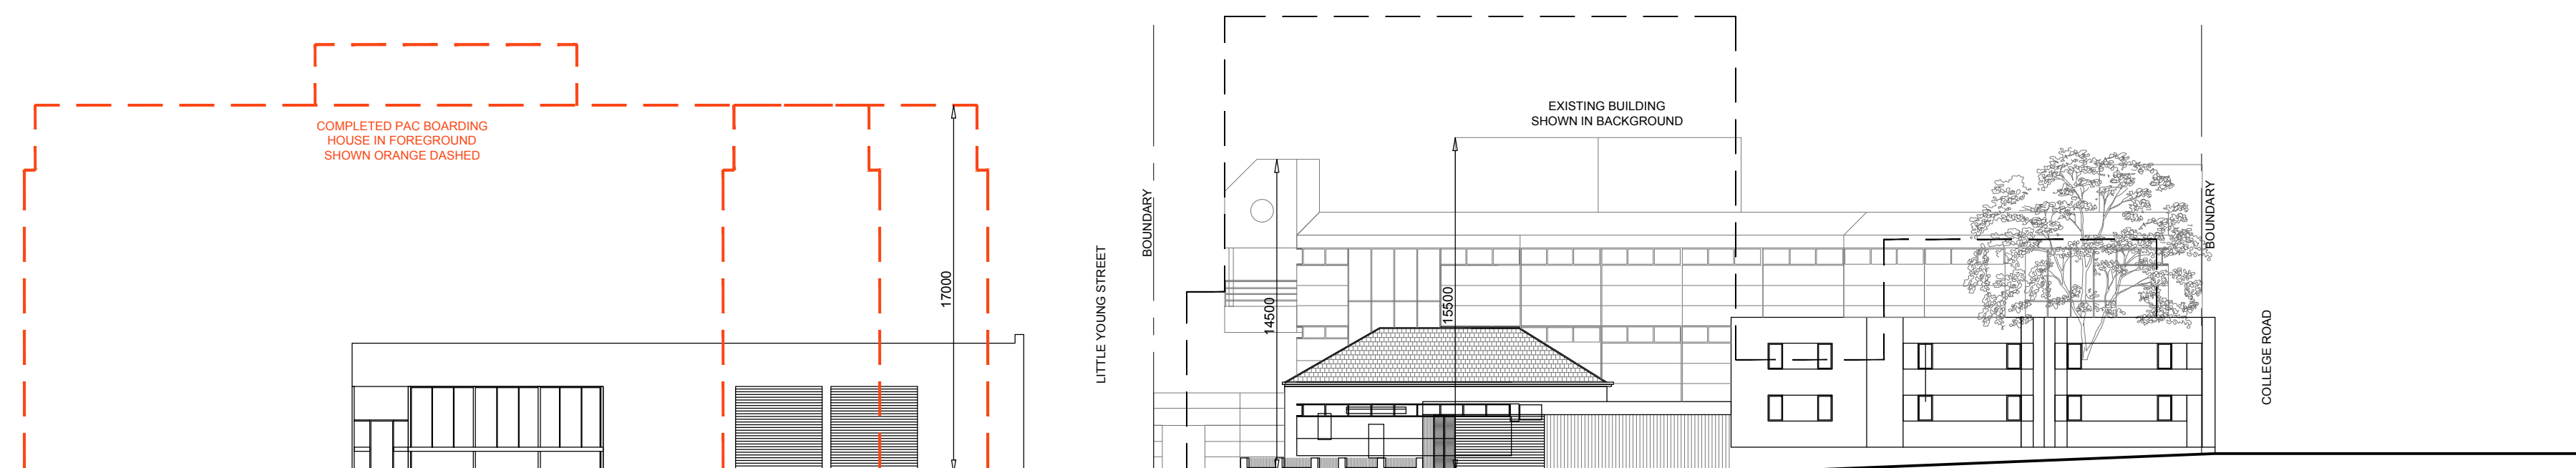 COMPLETED PAC BOARDING
HOUSE IN FOREGROUND
SHOWN ORANGE DASHED
17000
LITTLE YOUNG STREET
BOUNDARY
14500
15500
EXISTING BUILDING
SHOWN IN BACKGROUND
BOUNDARY
COLLEGE ROAD